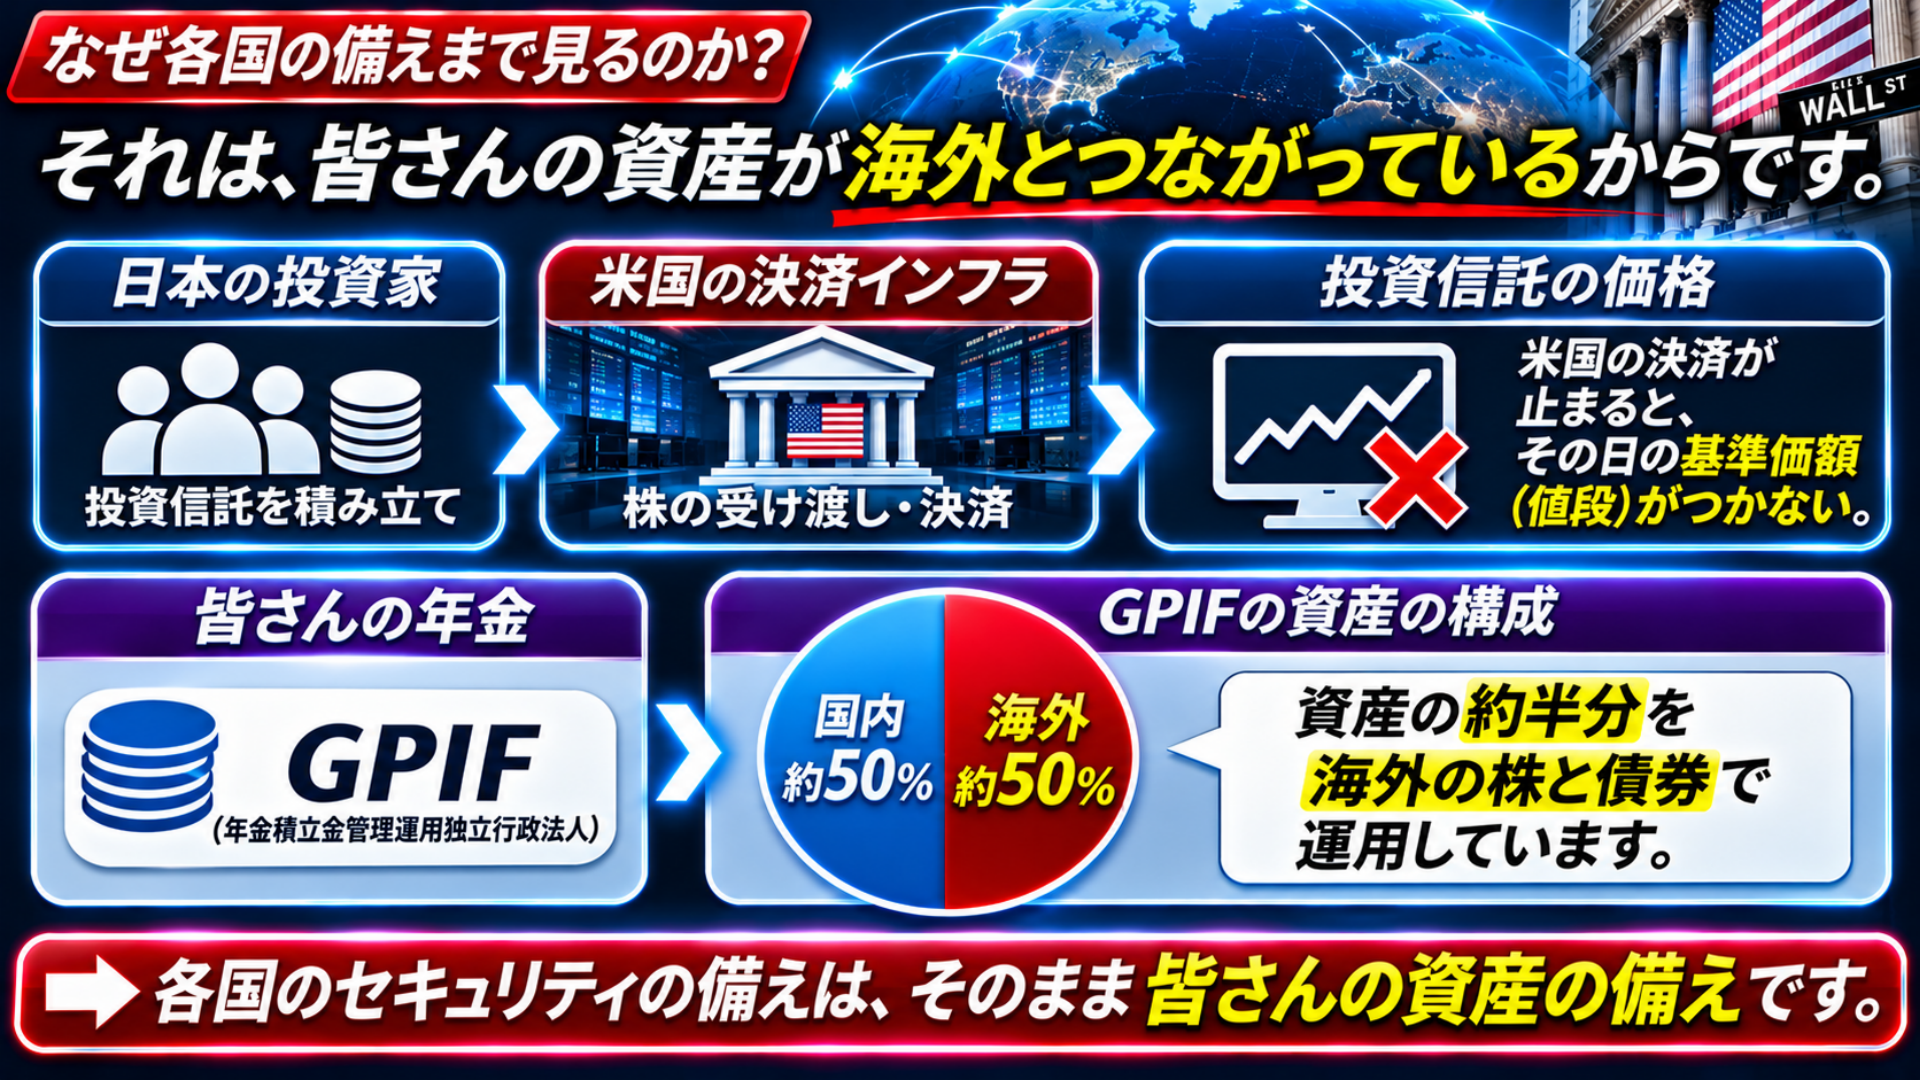 なぜ各国の備えまで見るのか?
WALL ST
それは、皆さんの資産が海外とつながっているからです。
日本の投資家
投資信託を積み立て
米国の決済インフラ
株の受け渡し・決済
投資信託の価格
米国の決済が
止まると、
その日の基準価額
(値段)がつかない。
皆さんの年金
GPIF
(年金積立金管理運用独立行政法人)
GPIFの資産の構成
国内
約50%
海外
約50%
資産の約半分を
海外の株と債券で
運用しています。
各国のセキュリティの備えは、そのまま皆さんの資産の備えです。